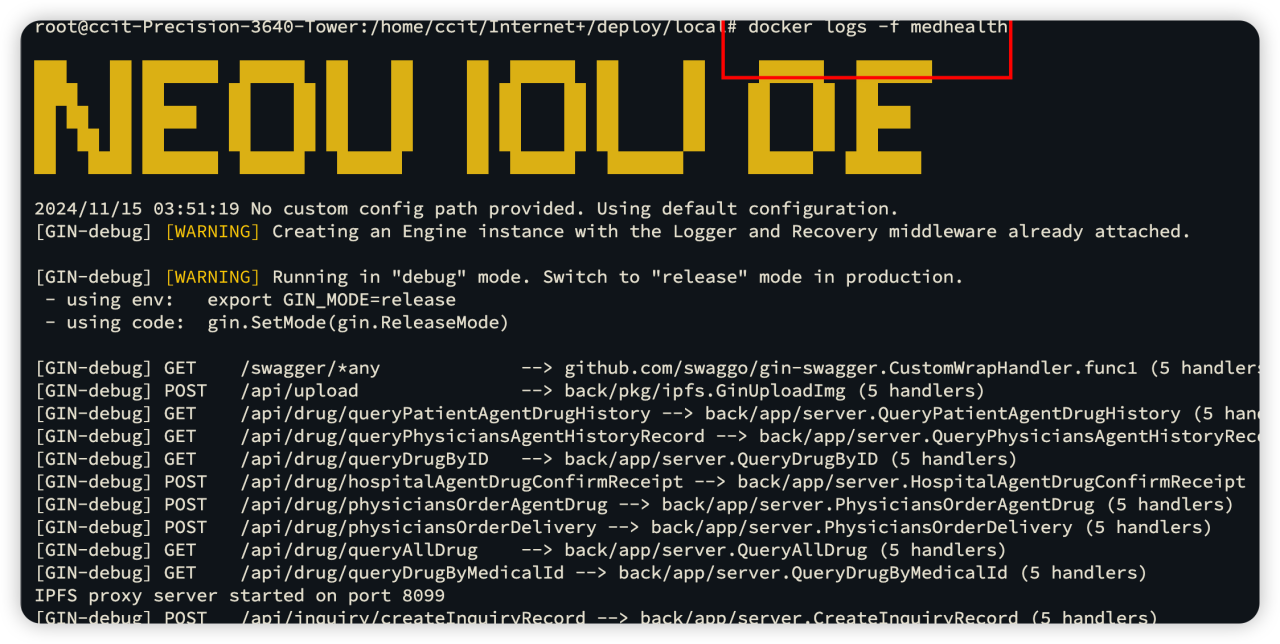 root@ccit-Precision-3640-Tower:/home/ccit/Internet+/deploy/local# docker logs -f medhealth
NEOU IOU DE
2024/11/15 03:51:19 No custom config path provided. Using default configuration.
[GIN-debug] [WARNING] Creating an Engine instance with the Logger and Recovery middleware already attached.
[GIN-debug] [WARNING] Running in "debug" mode. Switch to "release" mode in production.
- using env:   export GIN_MODE=release
- using code:  gin.SetMode(gin.ReleaseMode)
[GIN-debug] GET    /swagger/*any             --> github.com/swaggo/gin-swagger.CustomWrapHandler.func1 (5 handlers
[GIN-debug] POST   /api/upload               --> back/pkg/ipfs.GinUploadImg (5 handlers)
[GIN-debug] GET    /api/drug/queryPatientAgentDrugHistory --> back/app/server.QueryPatientAgentDrugHistory (5 han
[GIN-debug] GET    /api/drug/queryPhysiciansAgentHistoryRecord --> back/app/server.QueryPhysiciansAgentHistoryRec
[GIN-debug] GET    /api/drug/queryDrugByID   --> back/app/server.QueryDrugByID (5 handlers)
[GIN-debug] POST   /api/drug/hospitalAgentDrugConfirmReceipt --> back/app/server.HospitalAgentDrugConfirmReceipt
[GIN-debug] POST   /api/drug/physiciansOrderAgentDrug --> back/app/server.PhysiciansOrderAgentDrug (5 handlers)
[GIN-debug] POST   /api/drug/physiciansOrderDelivery --> back/app/server.PhysiciansOrderDelivery (5 handlers)
[GIN-debug] GET    /api/drug/queryAllDrug    --> back/app/server.QueryAllDrug (5 handlers)
[GIN-debug] GET    /api/drug/queryDrugByMedicalId --> back/app/server.QueryDrugByMedicalId (5 handlers)
IPFS proxy server started on port 8099
[GIN-debug] POST   /api/inquiry/createInquiryRecord --> back/app/server.CreateInquiryRecord (5 handlers)